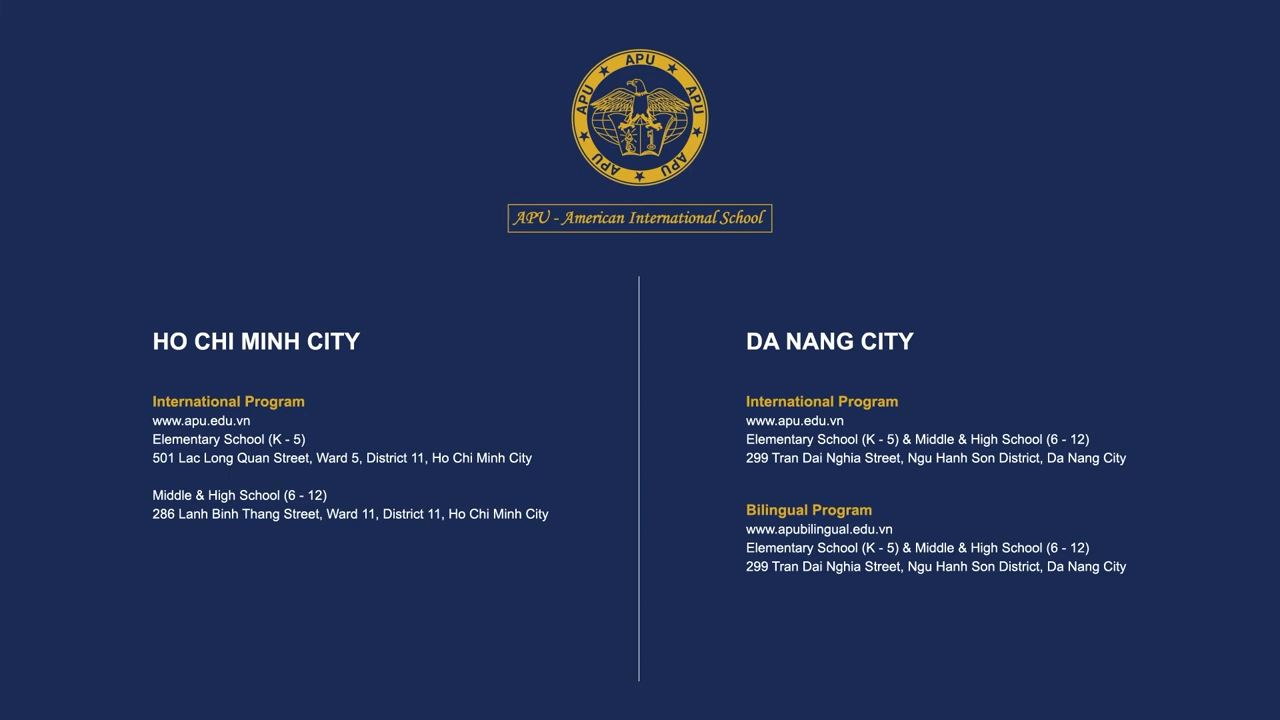 APU
APU
APU
APU
APU
APU - American International School
HO CHI MINH CITY
International Program
www.apu.edu.vn
Elementary School (K - 5)
501 Lac Long Quan Street, Ward 5, District 11, Ho Chi Minh City
Middle & High School (6 - 12)
286 Lanh Binh Thang Street, Ward 11, District 11, Ho Chi Minh City
DA NANG CITY
International Program
www.apu.edu.vn
Elementary School (K - 5) & Middle & High School (6 - 12)
299 Tran Dai Nghia Street, Ngu Hanh Son District, Da Nang City
Bilingual Program
www.apubilingual.edu.vn
Elementary School (K - 5) & Middle & High School (6 - 12)
299 Tran Dai Nghia Street, Ngu Hanh Son District, Da Nang City